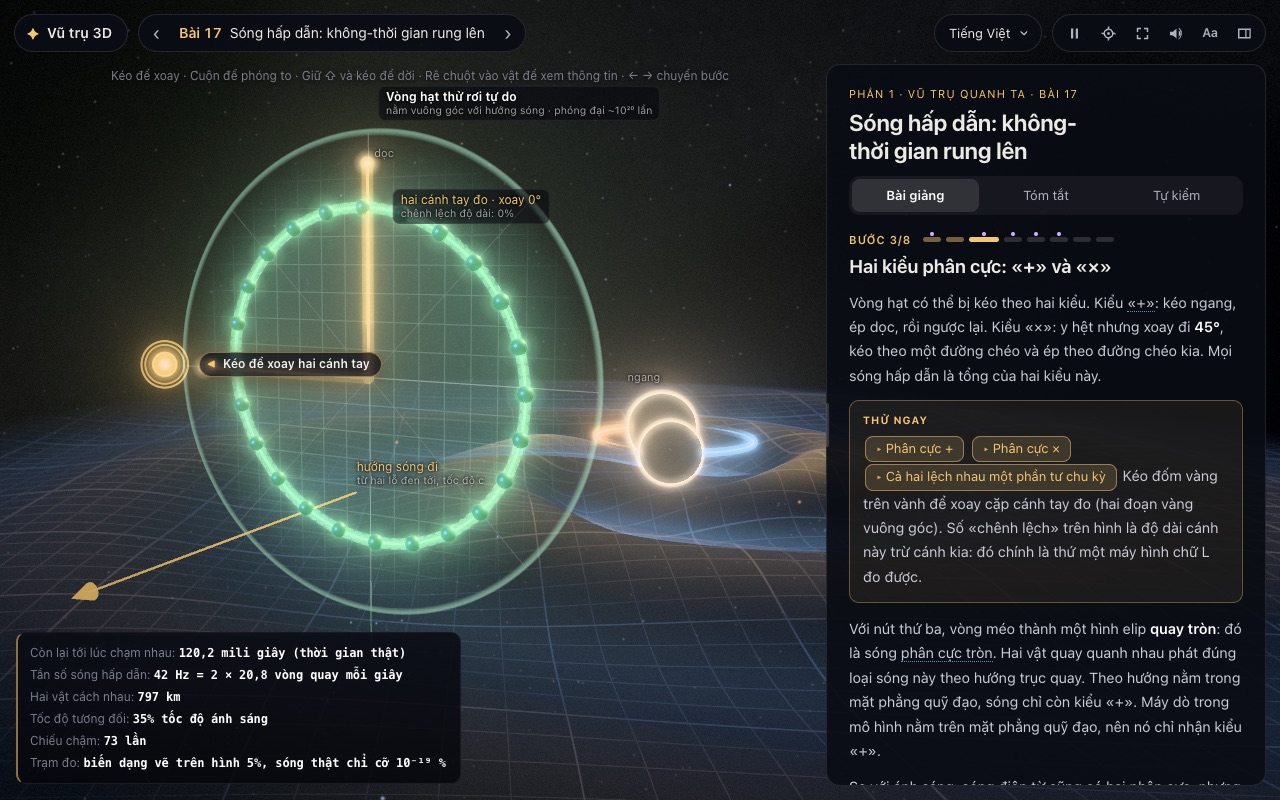 Vũ trụ 3D
Bài 17 Sóng hấp dẫn: không-thời gian rung lên
Tiếng Việt
Aa
Kéo để xoay · Cuộn để phóng to · Giữ ⇧ và kéo để dời · Rê chuột vào vật để xem thông tin · ← → chuyển bước
Vòng hạt thử rơi tự do
nằm vuông góc với hướng sóng · phóng đại ~10²⁰ lần
dọc
hai cánh tay đo · xoay 0°
chênh lệch độ dài: 0%
Kéo để xoay hai cánh tay
ngang
hướng sóng đi
từ hai lỗ đen tới, tốc độ c
Còn lại tới lúc chạm nhau: 120,2 mili giây (thời gian thật)
Tần số sóng hấp dẫn: 42 Hz = 2 × 20,8 vòng quay mỗi giây
Hai vật cách nhau: 797 km
Tốc độ tương đối: 35% tốc độ ánh sáng
Chiếu chậm: 73 lần
Trạm đo: biến dạng vẽ trên hình 5%, sóng thật chỉ cỡ 10⁻¹⁹ %
PHẦN 1 · VŨ TRỤ QUANH TA · BÀI 17
Sóng hấp dẫn: không-
thời gian rung lên
Bài giảng
Tóm tắt
Tự kiểm
BƯỚC 3/8
Hai kiểu phân cực: «+» và «×»
Vòng hạt có thể bị kéo theo hai kiểu. Kiểu «+»: kéo ngang,
ép dọc, rồi ngược lại. Kiểu «×»: y hệt nhưng xoay đi 45°,
kéo theo một đường chéo và ép theo đường chéo kia. Mọi
sóng hấp dẫn là tổng của hai kiểu này.
THỬ NGAY
‣ Phân cực + ‣ Phân cực ×
‣ Cả hai lệch nhau một phần tư chu kỳ Kéo đốm vàng
trên vành để xoay cặp cánh tay đo (hai đoạn vàng
vuông góc). Số «chênh lệch» trên hình là độ dài cánh
này trừ cánh kia: đó chính là thứ một máy hình chữ L
đo được.
Với nút thứ ba, vòng méo thành một hình elip quay tròn: đó
là sóng phân cực tròn. Hai vật quay quanh nhau phát đúng
loại sóng này theo hướng trục quay. Theo hướng nằm trong
mặt phẳng quỹ đạo, sóng chỉ còn kiểu «+». Máy dò trong
mô hình nằm trên mặt phẳng quỹ đạo, nên nó chỉ nhận kiểu
«+».